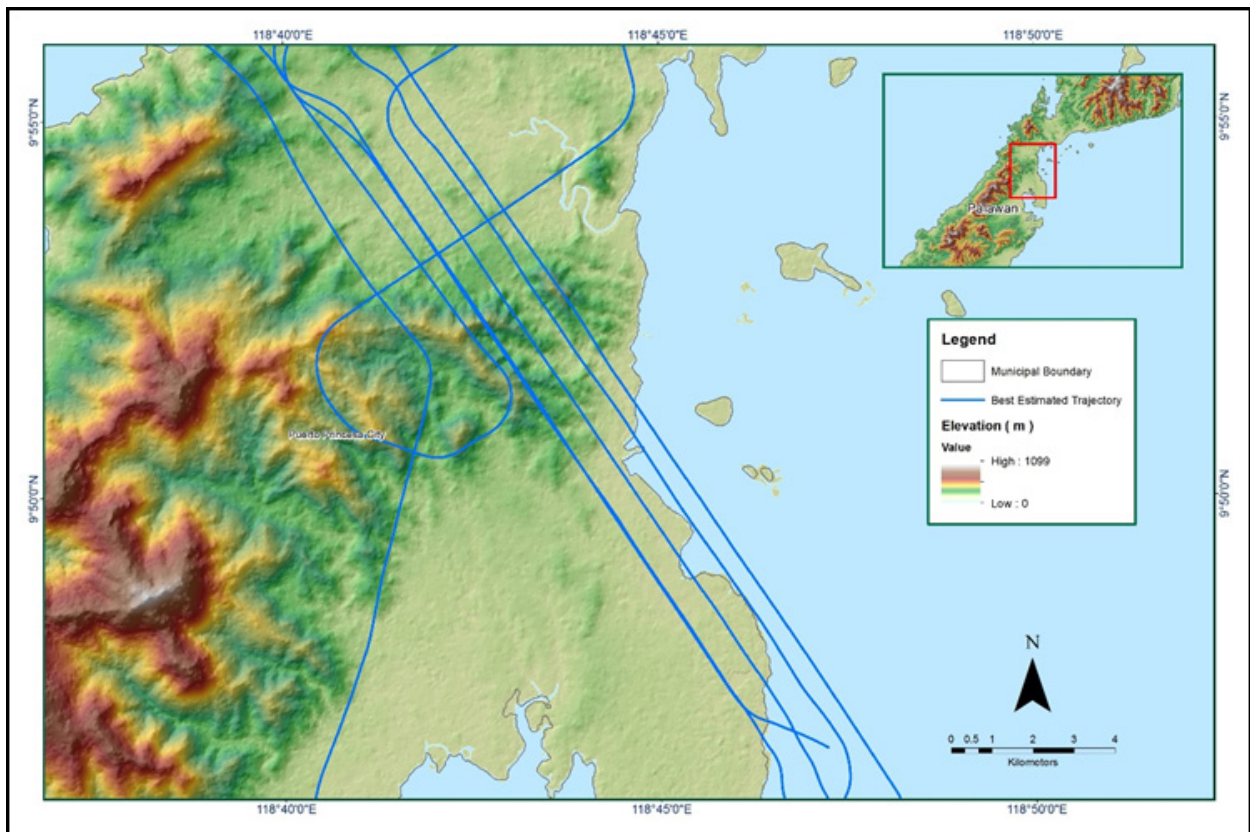 118°40'0"E
118°45'0"E
118°50'0"E
9°55'0"N
9°55'0"N
Palawan
Legend
Municipal Boundary
Best Estimated Trajectory
Elevation ( m )
Value
High : 1099
Low : 0
Puerto Princesa City
9°50'0"N
9°50'0"N
N
0 0.5 1 2 3 4
Kilometers
118°40'0"E
118°45'0"E
118°50'0"E